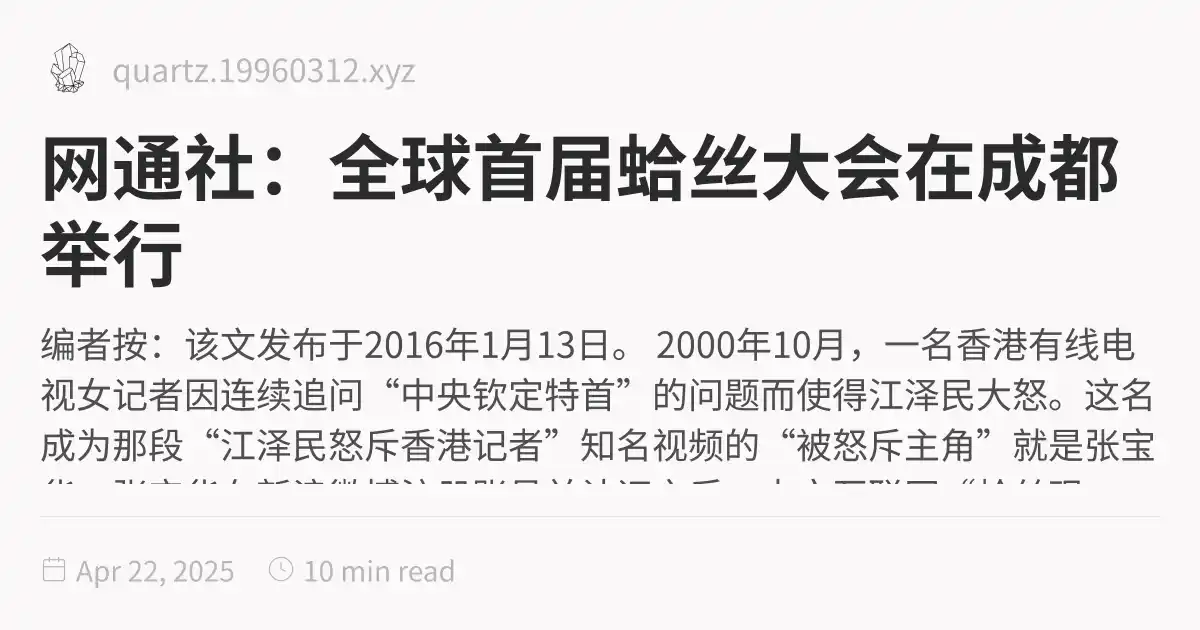 quartz.19960312.xyz
网通社：全球首届蛤丝大会在成都
举行
编者按：该文发布于2016年1月13日。 2000年10月，一名香港有线电
视女记者因连续追问“中央钦定特首”的问题而使得江泽民大怒。这名
成为那段“江泽民怒斥香港记者”知名视频的“被怒斥主角”就是张宝
Apr 22, 2025
10 min read